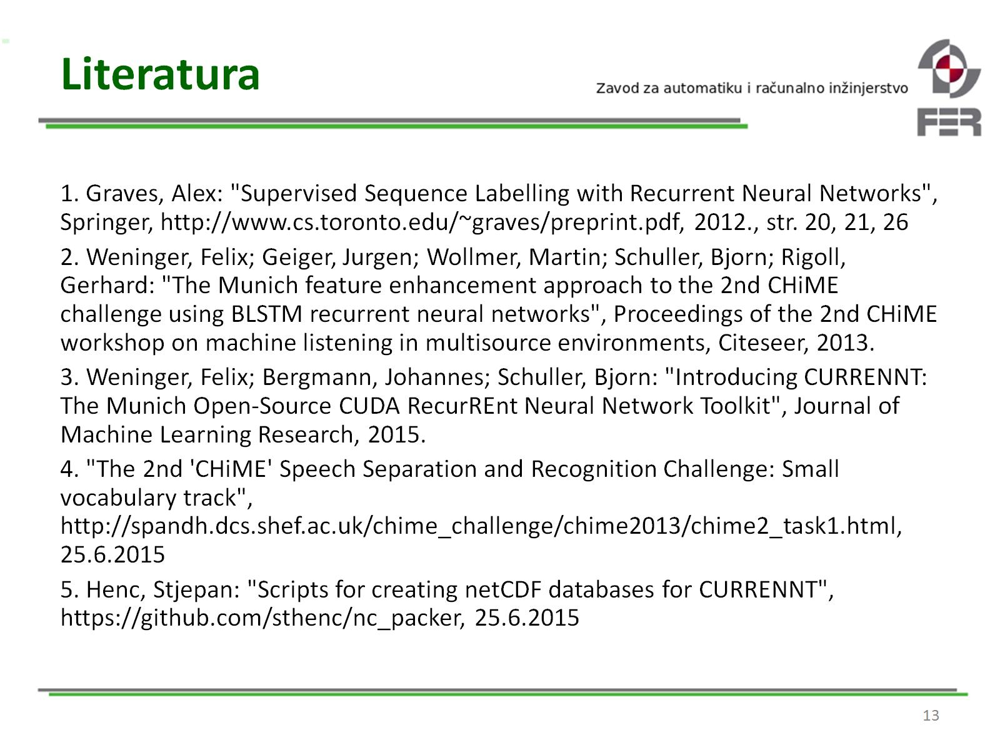 Literatura
Zavod za automatiku i računalno inžinjerstvo
FER
1. Graves, Alex: "Supervised Sequence Labelling with Recurrent Neural Networks",
Springer, http://www.cs.toronto.edu/~graves/preprint.pdf, 2012., str. 20, 21, 26
2. Weninger, Felix; Geiger, Jurgen; Wollmer, Martin; Schuller, Bjorn; Rigoll,
Gerhard: "The Munich feature enhancement approach to the 2nd CHiME
challenge using BLSTM recurrent neural networks", Proceedings of the 2nd CHiME
workshop on machine listening in multisource environments, Citeseer, 2013.
3. Weninger, Felix; Bergmann, Johannes; Schuller, Bjorn: "Introducing CURRENNT:
The Munich Open-Source CUDA RecurREnt Neural Network Toolkit", Journal of
Machine Learning Research, 2015.
4. "The 2nd 'CHiME' Speech Separation and Recognition Challenge: Small
vocabulary track",
http://spandh.dcs.shef.ac.uk/chime_challenge/chime2013/chime2_task1.html,
25.6.2015
5. Henc, Stjepan: "Scripts for creating netCDF databases for CURRENNT",
https://github.com/sthenc/nc_packer, 25.6.2015
13